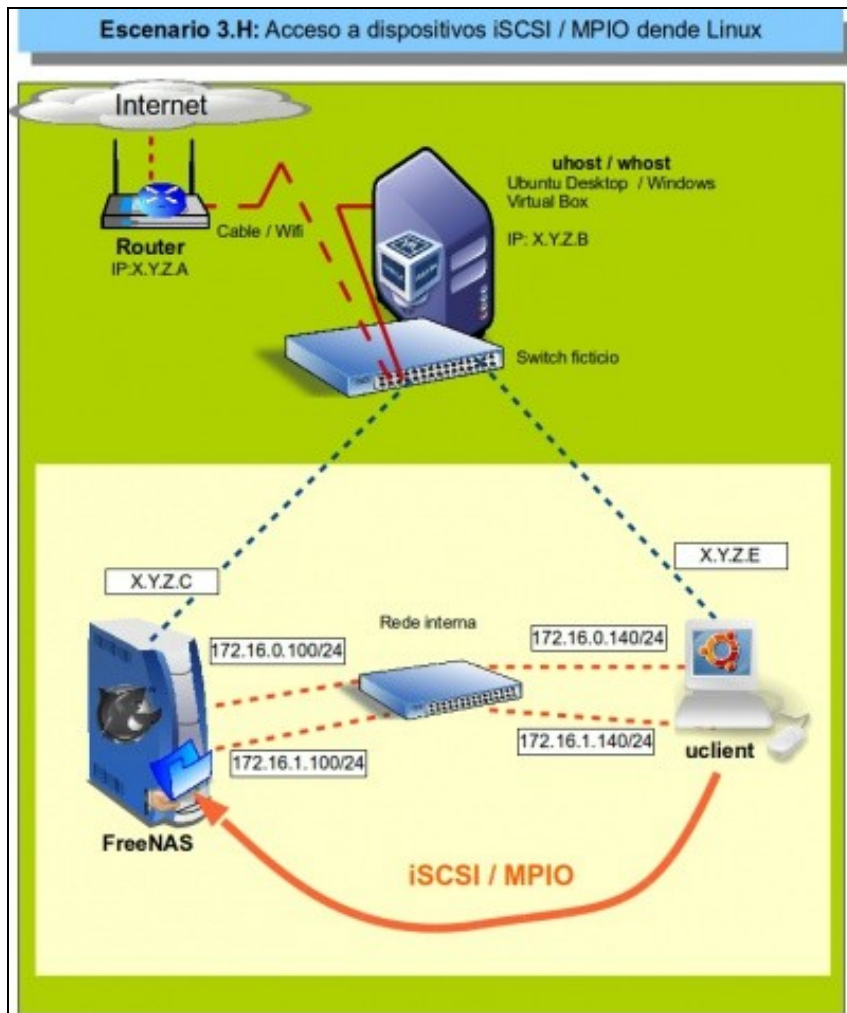 Escenario 3.H: Acceso a dispositivos iSCSI / MPIO dende Linux
Internet
uhost / whost
Ubuntu Desktop / Windows
Virtual Box
IP: X.Y.Z.B
Cable / Wifi
Router
IP:X.Y.Z.A
Switch ficticio
X.Y.Z.C
X.Y.Z.E
Rede interna
172.16.0.100/24
172.16.0.140/24
172.16.1.100/24
172.16.1.140/24
uclient
FreeNAS
iSCSI / MPIO